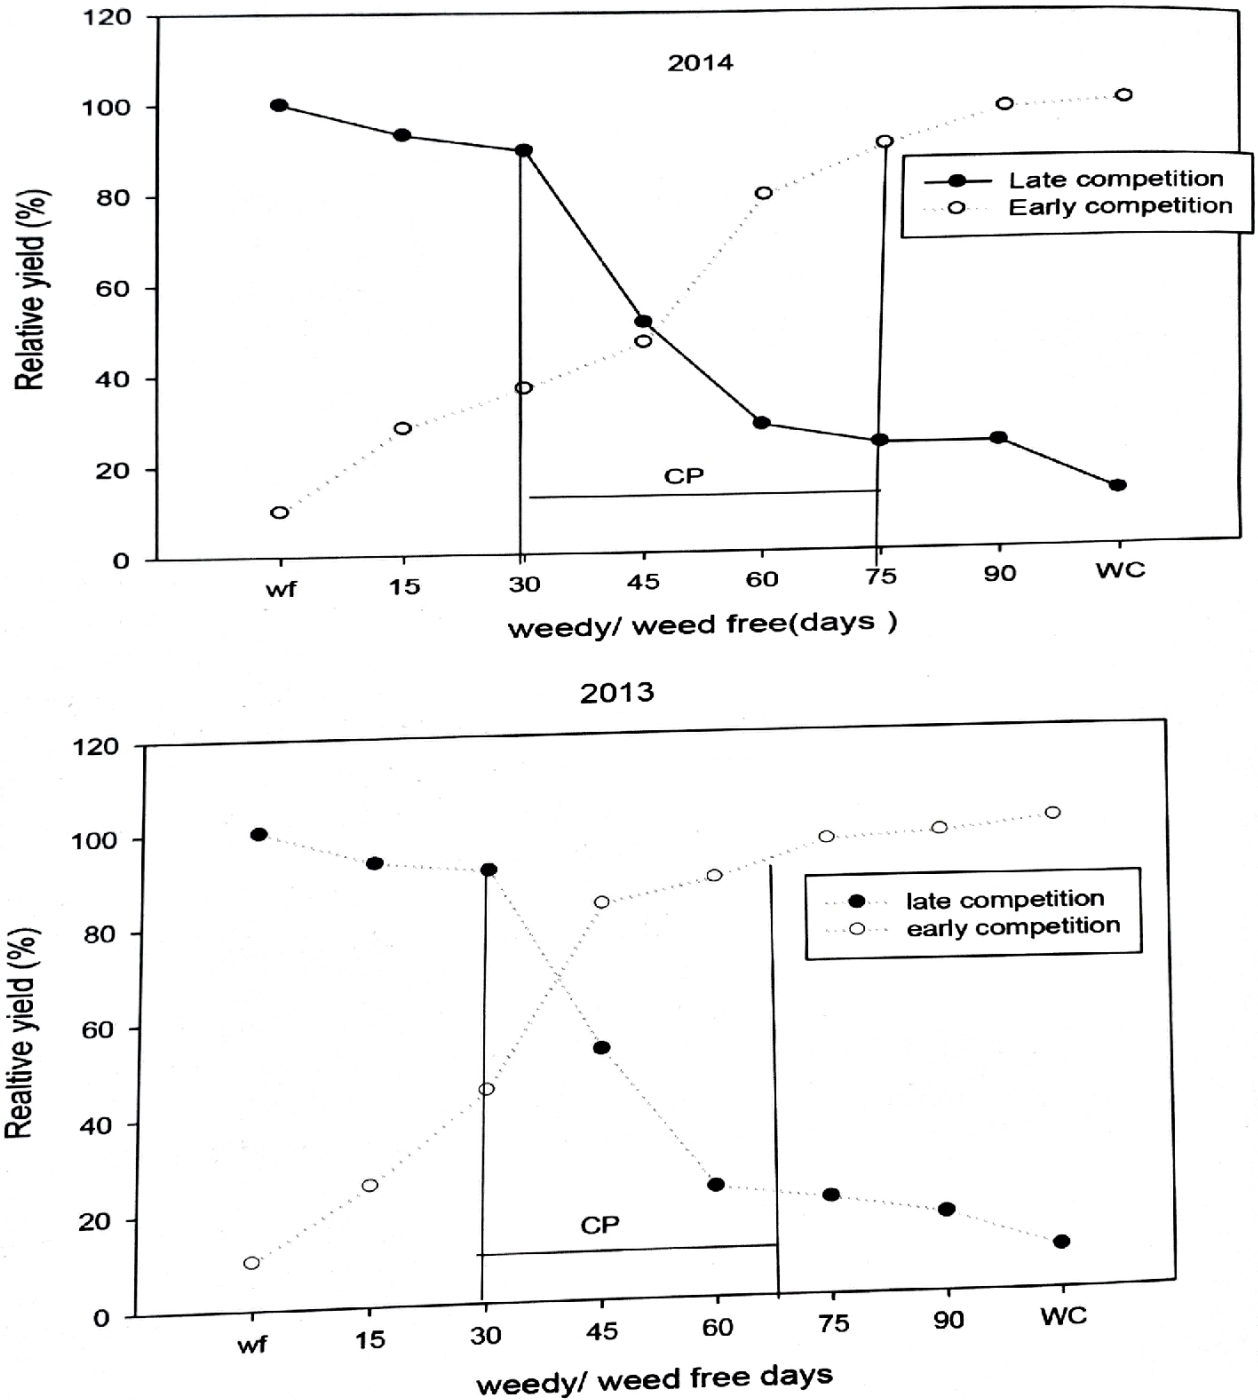 2014
120
100
80
60
40
20
0
Relative yield (%)
Late competition
Early competition
CP
wf 15 30 45 60 75 90 WC
weedy/ weed free(days )
2013
120
100
80
60
40
20
0
Realtive yield (%)
late competition
early competition
CP
wf 15 30 45 60 75 90 WC
weedy/ weed free days